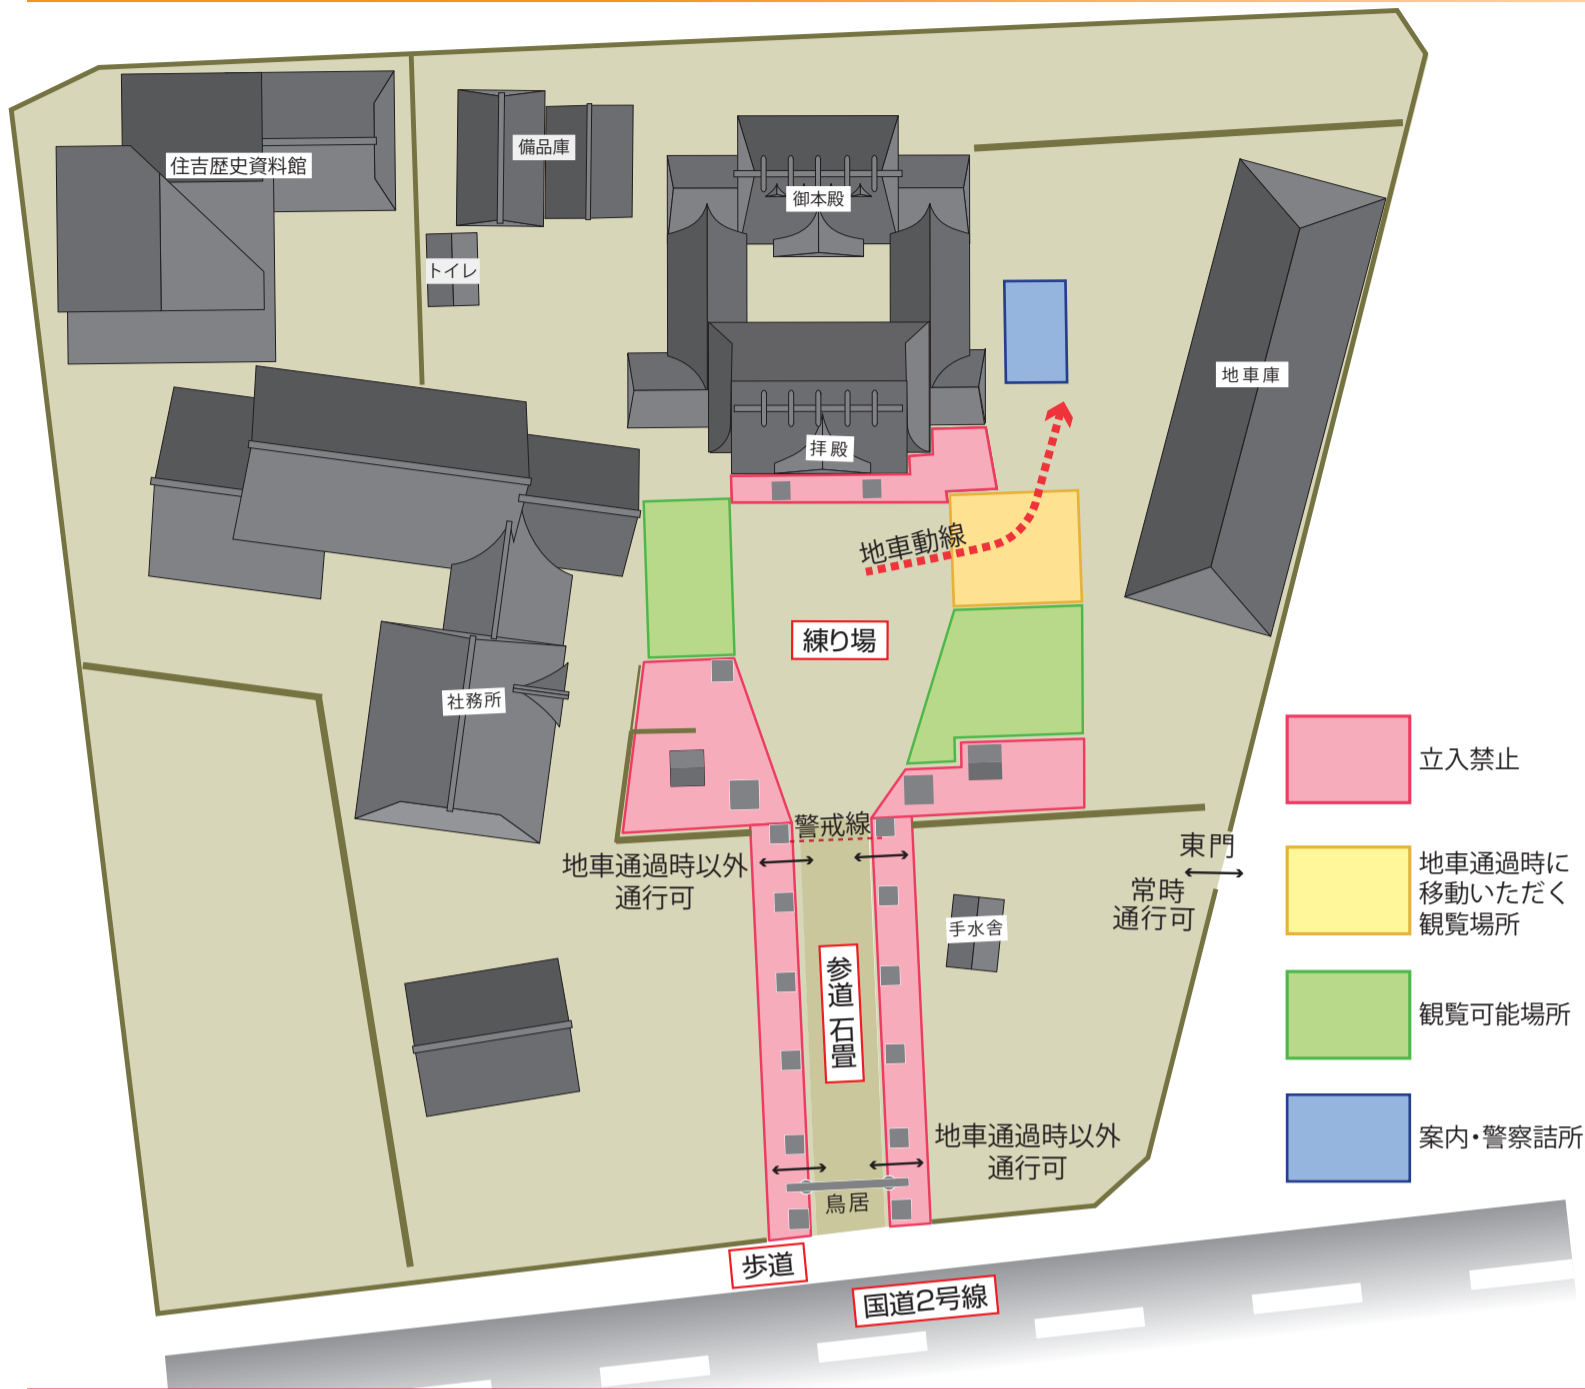 住吉歴史資料館
備品庫
御本殿
トイレ
地車庫
拝殿
地車動線
練り場
社務所
立入禁止
警戒線
東門
地車通過時以外
通行可
常時
通行可
地車通過時に
移動いただく
観覧場所
手水舎
参道 石畳
観覧可能場所
地車通過時以外
通行可
案内・警察詰所
鳥居
歩道
国道2号線